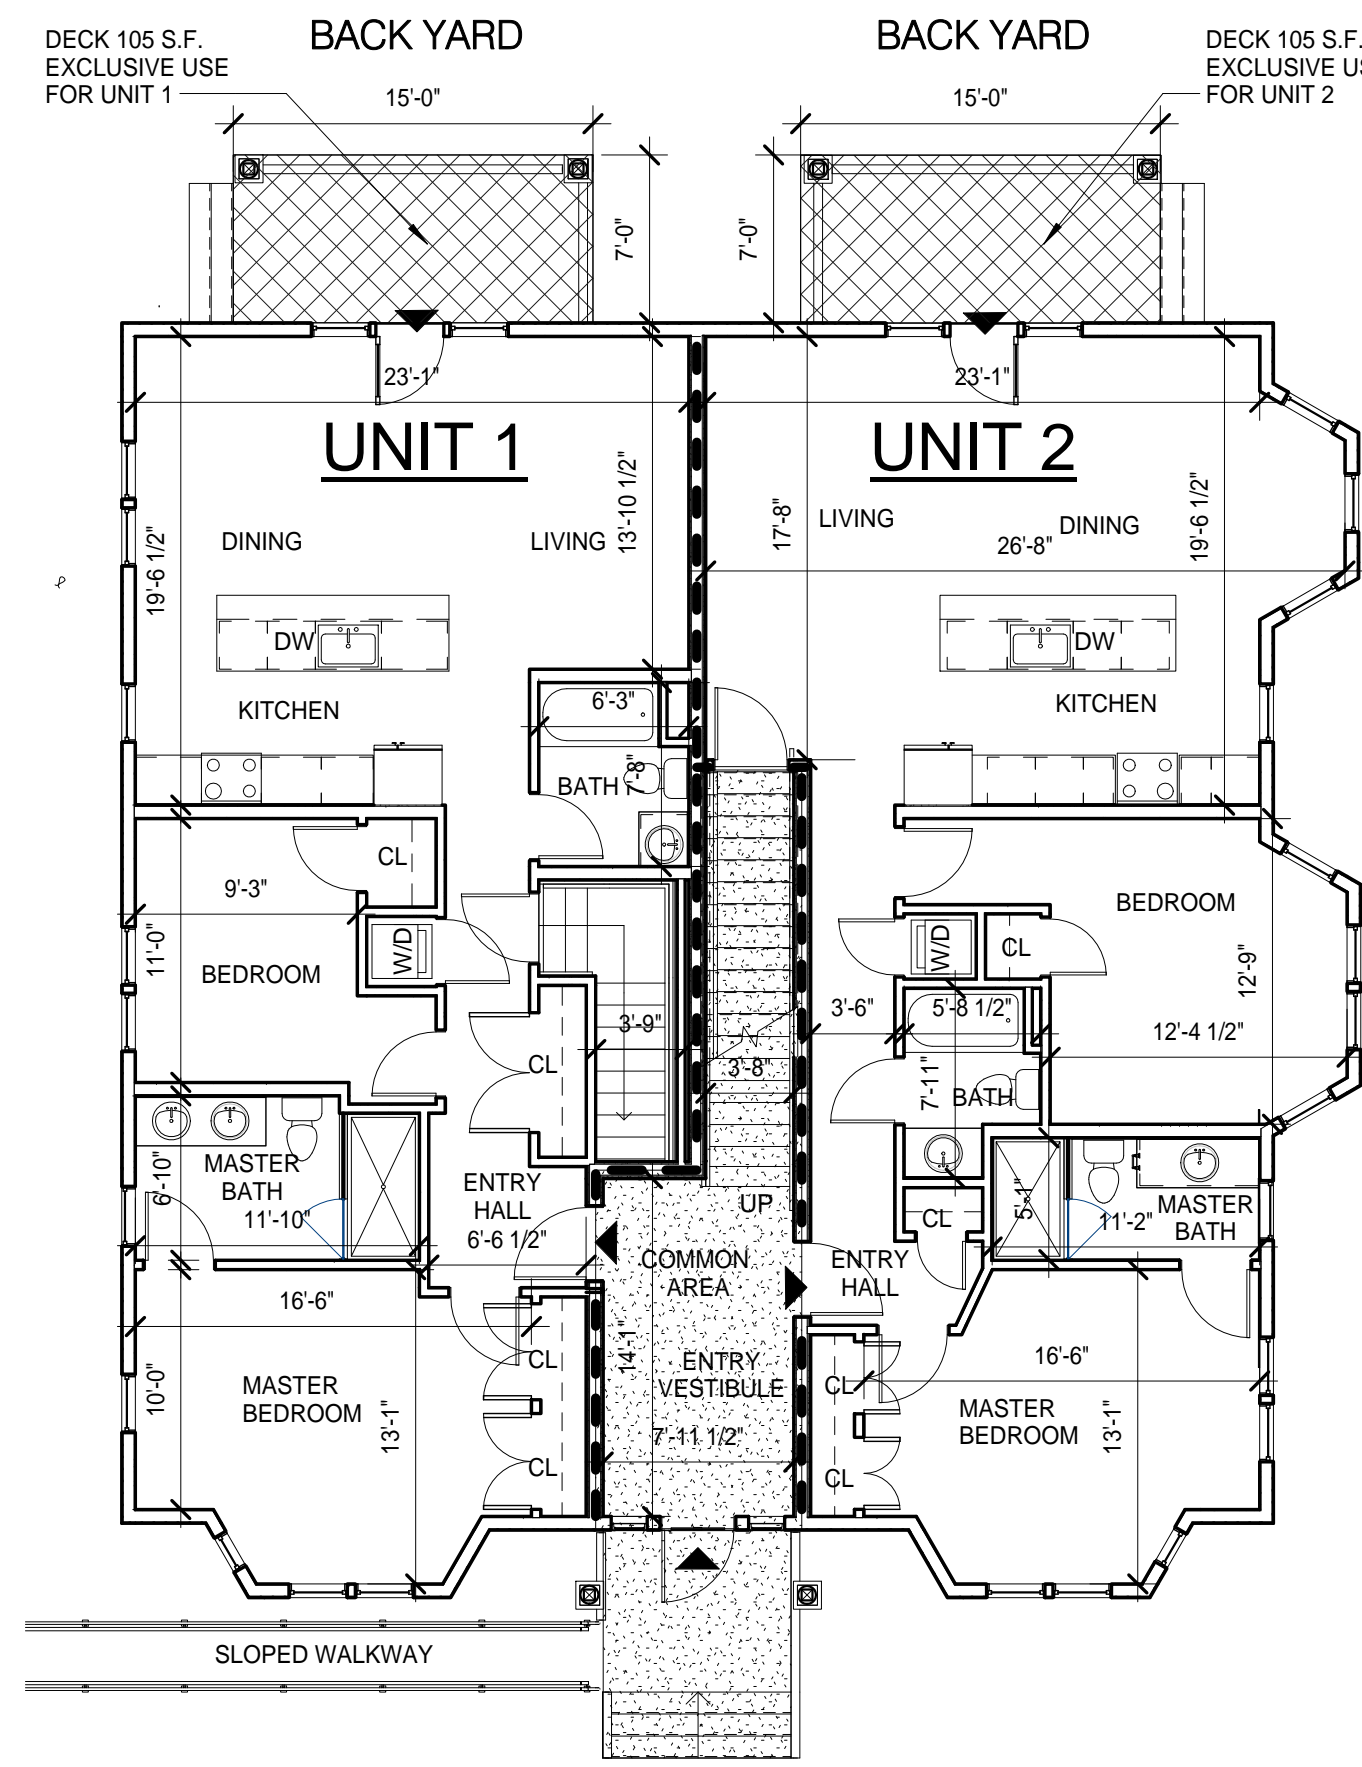 DECK 105 S.F.
EXCLUSIVE USE
FOR UNIT 1
BACK YARD
BACK YARD
DECK 105 S.F.
EXCLUSIVE US
FOR UNIT 2
15'-0"
15'-0"
7'-0"
7'-0"
23'-1"
23'-1"
UNIT 1
UNIT 2
19'-6 1/2"
DINING
LIVING
13'-10 1/2"
17'-8"
LIVING
DINING
26'-8"
19'-6 1/2"
DW
DW
KITCHEN
KITCHEN
6'-3"
BATH
7'-8"
CL
9'-3"
11'-0"
BEDROOM
W/D
W/D
CL
BEDROOM
12'-9"
12'-4 1/2"
3'-9"
CL
3'-8"
3'-6"
5'-8 1/2"
7'-11"
BATH
MASTER
BATH
6'-10"
11'-10"
ENTRY
HALL
6'-6 1/2"
UP
COMMON
AREA
ENTRY
HALL
CL
5'-1"
11'-2"
MASTER
BATH
16'-6"
10'-0"
MASTER
BEDROOM
13'-1"
CL
CL
14'-1"
ENTRY
VESTIBULE
7'-11 1/2"
CL
CL
16'-6"
MASTER
BEDROOM
13'-1"
SLOPED WALKWAY